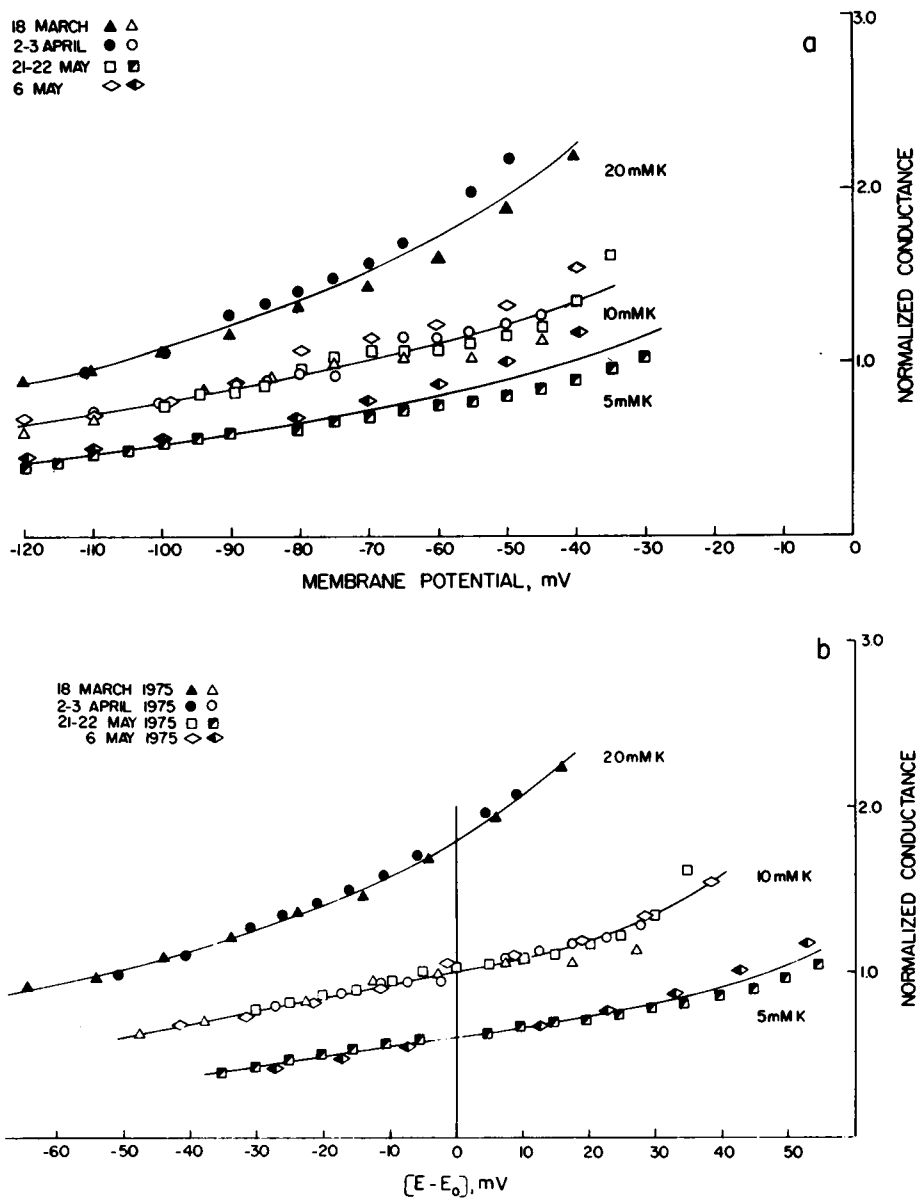 a
18 MARCH
2-3 APRIL
21-22 MAY
6 MAY
3.0
2.0
1.0
NORMALIZED CONDUCTANCE
20mMK
10mMK
5mMK
-120 -110 -100 -90 -80 -70 -60 -50 -40 -30 -20 -10 0
MEMBRANE POTENTIAL, mV
b
18 MARCH 1975
2-3 APRIL 1975
21-22 MAY 1975
6 MAY 1975
3.0
2.0
1.0
NORMALIZED CONDUCTANCE
20mMK
10mMK
5mMK
-60 -50 -40 -30 -20 -10 0 10 20 30 40 50
[E-E₀], mV